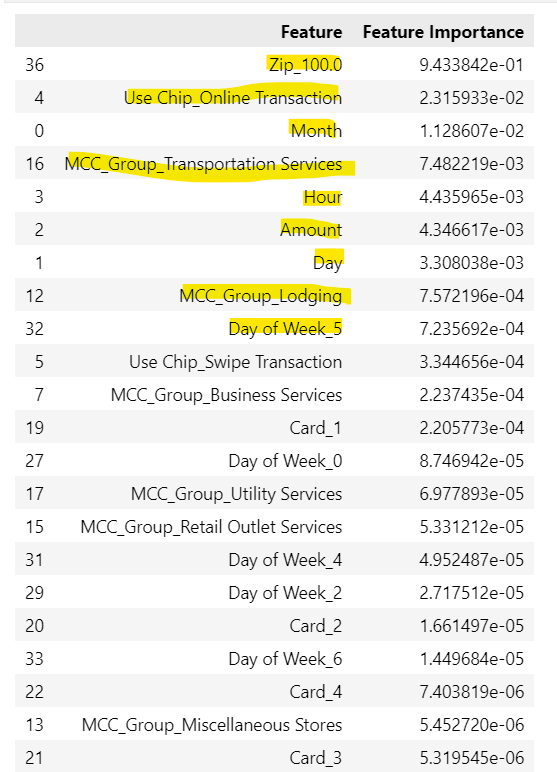 Feature Feature Importance
36 Zip_100.0 9.433842e-01
4 Use Chip_Online Transaction 2.315933e-02
0 Month 1.128607e-02
16 MCC_Group_Transportation Services 7.482219e-03
3 Hour 4.435965e-03
2 Amount 4.346617e-03
1 Day 3.308038e-03
12 MCC_Group_Lodging 7.572196e-04
32 Day of Week_5 7.235692e-04
5 Use Chip_Swipe Transaction 3.344656e-04
7 MCC_Group_Business Services 2.237435e-04
19 Card_1 2.205773e-04
27 Day of Week_0 8.746942e-05
17 MCC_Group_Utility Services 6.977893e-05
15 MCC_Group_Retail Outlet Services 5.331212e-05
31 Day of Week_4 4.952487e-05
29 Day of Week_2 2.717512e-05
20 Card_2 1.661497e-05
33 Day of Week_6 1.449684e-05
22 Card_4 7.403819e-06
13 MCC_Group_Miscellaneous Stores 5.452720e-06
21 Card_3 5.319545e-06